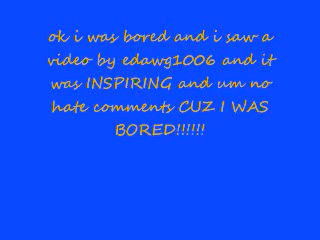 ok i was bored and i saw a
video by edawg1006 and it
was INSPIRING and um no
hate comments CUZ I WAS
BORED!!!!!!